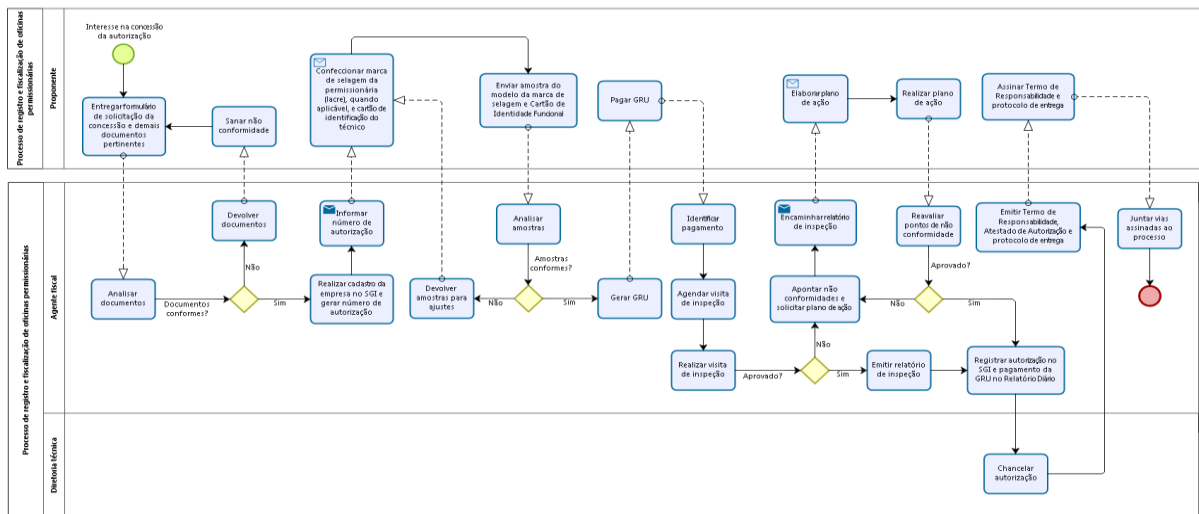 Processo de registro e fiscalização de oficinas
permissionárias
Proponente
Interesse na concessão
da autorização
Entregar formulário
de solicitação da
concessão e demais
documentos
pertinentes
Sanar não
conformidade
Confeccionar marca
de selagem da
permissionária
(lacre), quando
aplicável, e cartão de
identificação do
técnico
Enviar amostra do
modelo da marca de
selagem e Cartão de
Identidade Funcional
Pagar GRU
Elaborar plano
de ação
Realizar plano
de ação
Assinar Termo de
Responsabilidade e
protocolo de entrega
Processo de registro e fiscalização de oficinas permissionárias
Agente fiscal
Analisar
documentos
Documentos
conformes?
Devolver
documentos
Não
Sim
Informar
número de
autorização
Realizar cadastro da
empresa no SGI e
gerar número de
autorização
Devolver
amostras para
ajustes
Analisar
amostras
Amostras
conformes?
Não
Sim
Gerar GRU
Identificar
pagamento
Agendar visita
de inspeção
Realizar visita
de inspeção
Aprovado?
Encaminhar relatório
de inspeção
Apontar não
conformidades e
solicitar plano de ação
Não
Sim
Emitir relatório
de inspeção
Reavaliar
pontos de não
conformidade
Aprovado?
Não
Sim
Registrar autorização no
SGI e pagamento da
GRU no Relatório Diário
Emitir Termo de
Responsabilidade,
Atestado de Autorização e
protocolo de entrega
Juntar vias
assinadas ao
processo
Diretoria técnica
Chancelar
autorização